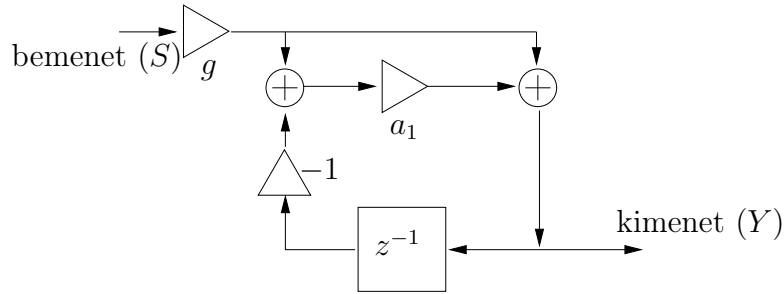 bemenet (S)
g
+
+
a₁
−1
z⁻¹
kimenet (Y)